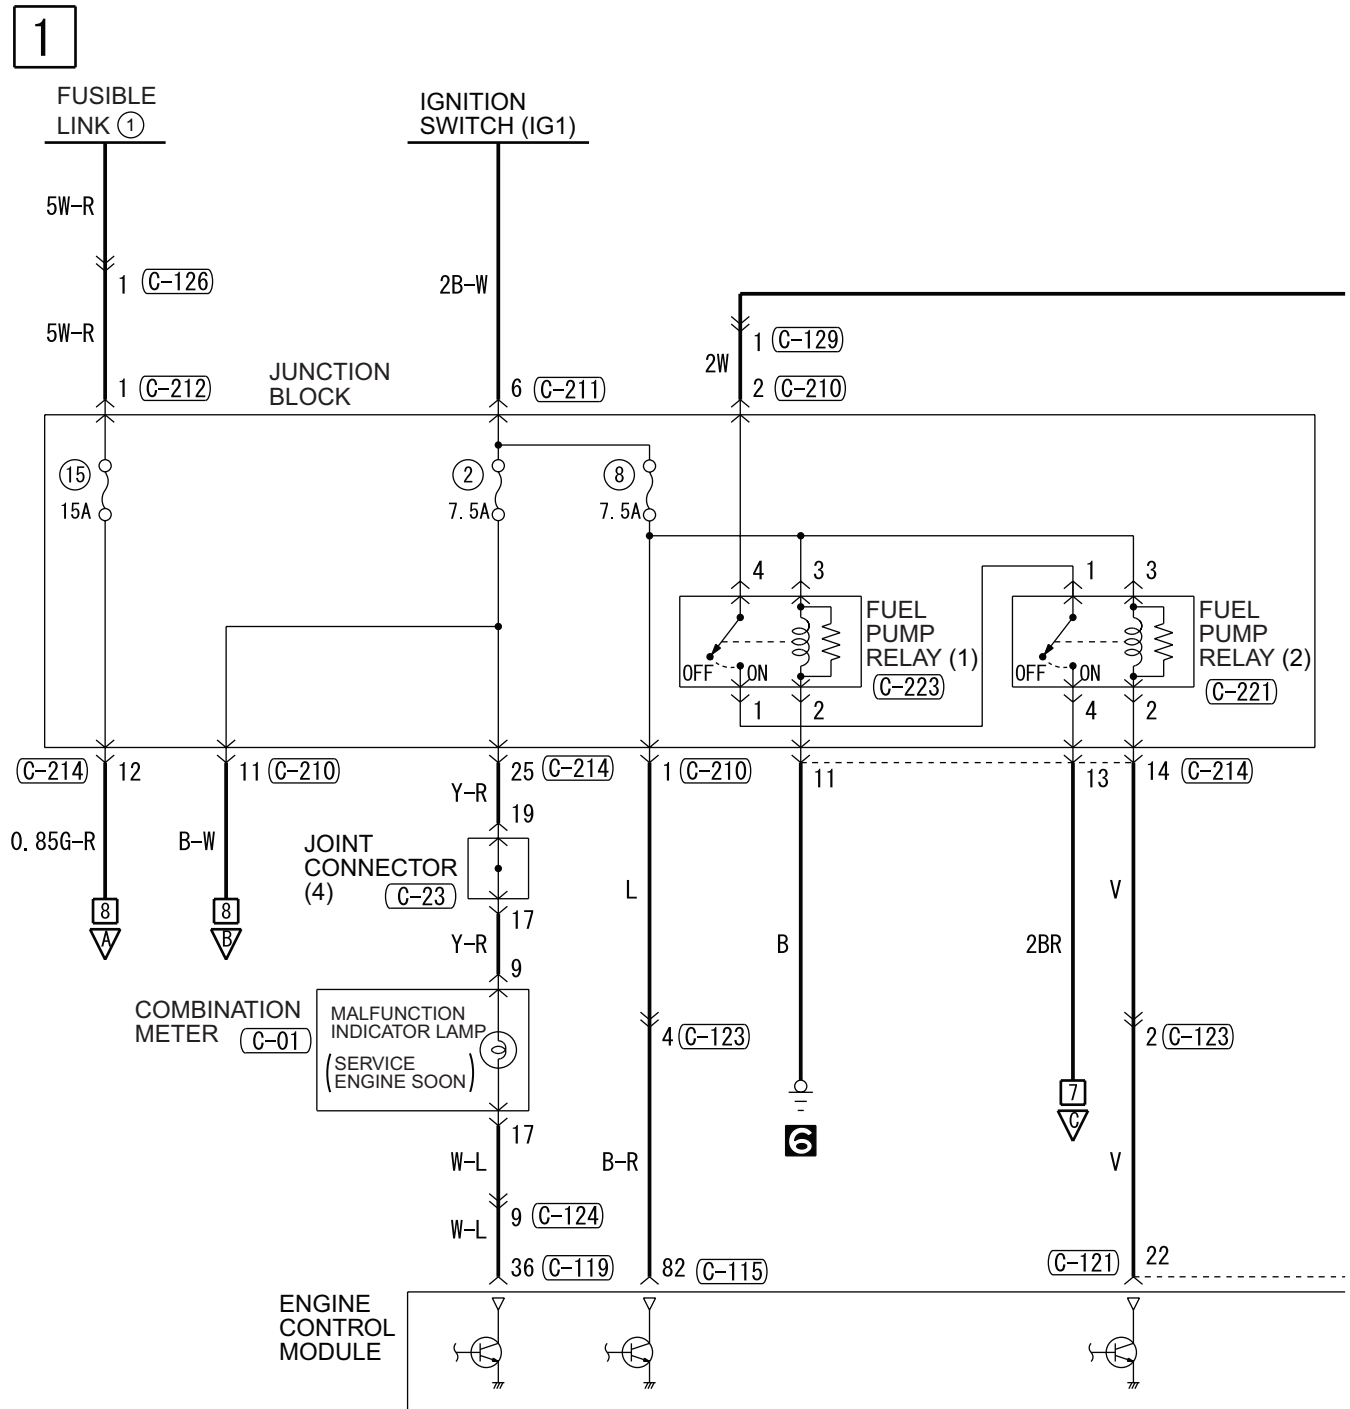 1
FUSIBLE
LINK ①
IGNITION
SWITCH (IG1)
5W-R
1 C-126
2B-W
5W-R
1 C-129
2W
JUNCTION
BLOCK
1 C-212
6 C-211
2 C-210
15
15A
2
7.5A
8
7.5A
4 3
1 3
FUEL
PUMP
RELAY (1)
C-223
OFF ON
FUEL
PUMP
RELAY (2)
C-221
OFF ON
1 2
4 2
C-214 12
11 C-210
25 C-214
1 C-210
11
13
14 C-214
Y-R
19
0.85G-R
B-W
JOINT
CONNECTOR
(4)
C-23
17
L
V
8
A
8
B
Y-R
9
B
2BR
COMBINATION
METER
C-01
MALFUNCTION
INDICATOR LAMP
(SERVICE
ENGINE SOON)
4 C-123
2 C-123
7
C
6
17
W-L
B-R
V
9 C-124
W-L
36 C-119
82 C-115
C-121 22
ENGINE
CONTROL
MODULE